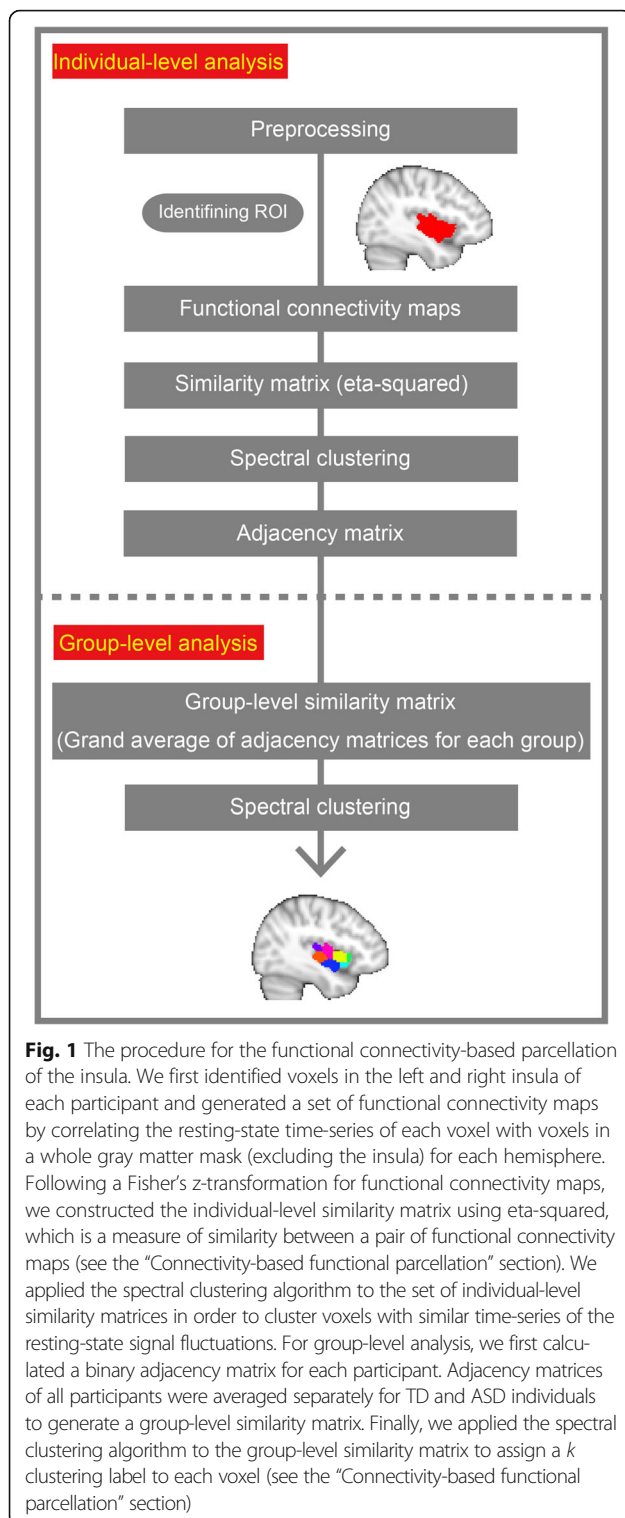 Individual-level analysis
Preprocessing
Identifining ROI
Functional connectivity maps
Similarity matrix (eta-squared)
Spectral clustering
Adjacency matrix
Group-level analysis
Group-level similarity matrix
(Grand average of adjacency matrices for each group)
Spectral clustering
Fig. 1 The procedure for the functional connectivity-based parcellation
of the insula. We first identified voxels in the left and right insula of
each participant and generated a set of functional connectivity maps
by correlating the resting-state time-series of each voxel with voxels in
a whole gray matter mask (excluding the insula) for each hemisphere.
Following a Fisher's z-transformation for functional connectivity maps,
we constructed the individual-level similarity matrix using eta-squared,
which is a measure of similarity between a pair of functional connectivity
maps (see the “Connectivity-based functional parcellation” section). We
applied the spectral clustering algorithm to the set of individual-level
similarity matrices in order to cluster voxels with similar time-series of the
resting-state signal fluctuations. For group-level analysis, we first calcu-
lated a binary adjacency matrix for each participant. Adjacency matrices
of all participants were averaged separately for TD and ASD individuals
to generate a group-level similarity matrix. Finally, we applied the spectral
clustering algorithm to the group-level similarity matrix to assign a k
clustering label to each voxel (see the “Connectivity-based functional
parcellation” section)